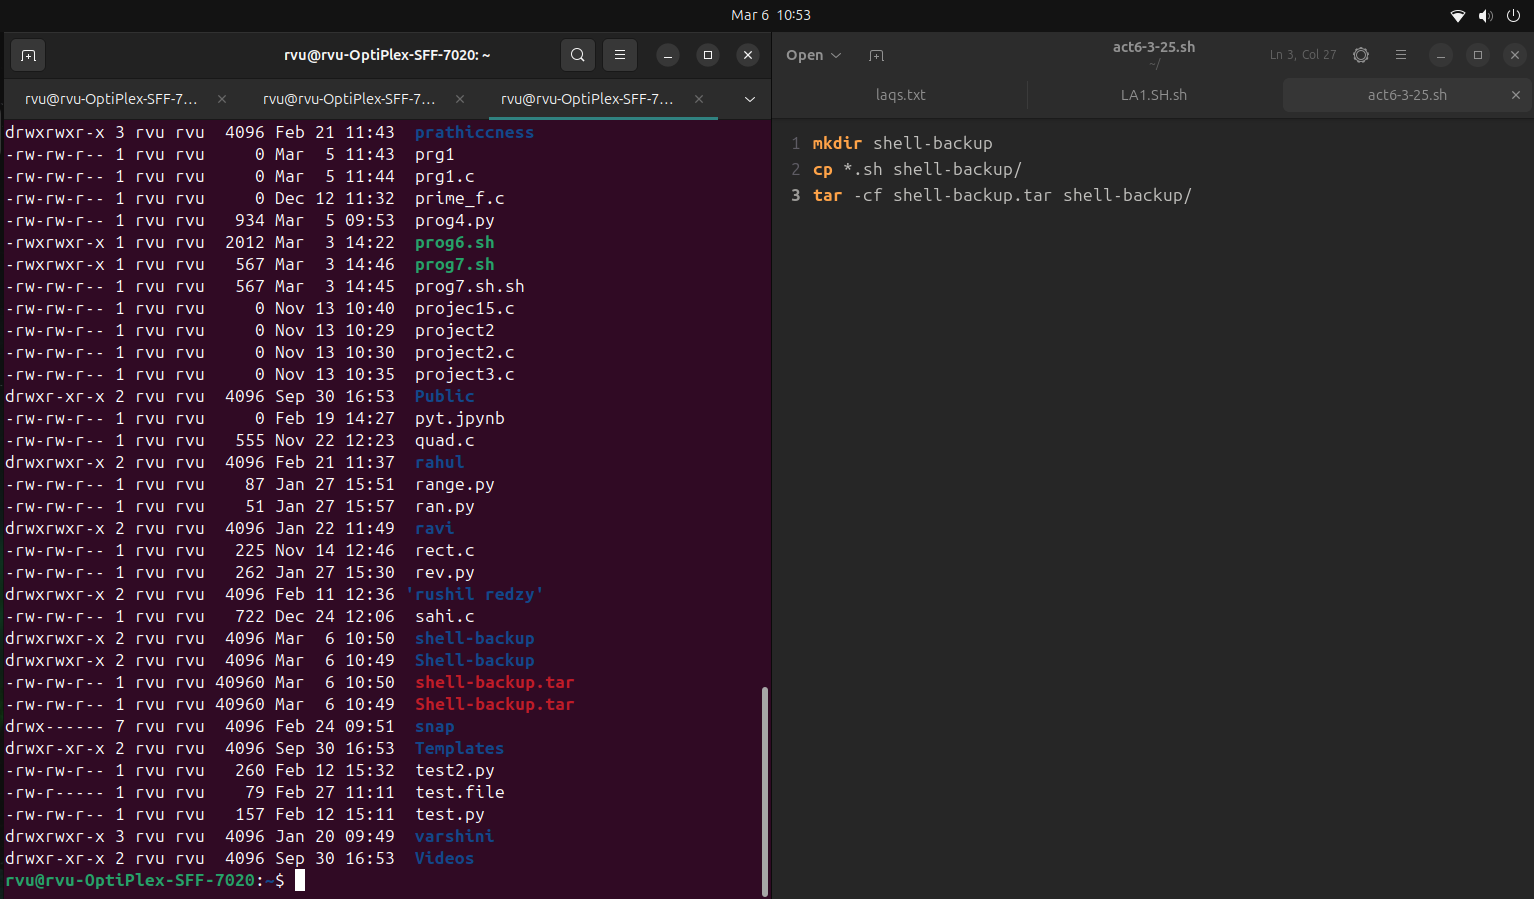 Mar 6 10:53
rvu@rvu-OptiPlex-SFF-7020: ~
rvu@rvu-OptiPlex-SFF-7... rvu@rvu-OptiPlex-SFF-7... rvu@rvu-OptiPlex-SFF-7...
drwxrwxr-x 3 rvu rvu  4096 Feb 21 11:43  prathiccness
-rw-rw-r-- 1 rvu rvu     0 Mar  5 11:43  prg1
-rw-rw-r-- 1 rvu rvu     0 Mar  5 11:44  prg1.c
-rw-rw-r-- 1 rvu rvu     0 Dec 12 11:32  prime_f.c
-rw-rw-r-- 1 rvu rvu   934 Mar  5 09:53  prog4.py
-rwxrwxr-x 1 rvu rvu  2012 Mar  3 14:22  prog6.sh
-rwxrwxr-x 1 rvu rvu   567 Mar  3 14:46  prog7.sh
-rw-rw-r-- 1 rvu rvu   567 Mar  3 14:45  prog7.sh.sh
-rw-rw-r-- 1 rvu rvu     0 Nov 13 10:40  projec15.c
-rw-rw-r-- 1 rvu rvu     0 Nov 13 10:29  project2
-rw-rw-r-- 1 rvu rvu     0 Nov 13 10:30  project2.c
-rw-rw-r-- 1 rvu rvu     0 Nov 13 10:35  project3.c
drwxr-xr-x 2 rvu rvu  4096 Sep 30 16:53  Public
-rw-rw-r-- 1 rvu rvu     0 Feb 19 14:27  pyt.jpynb
-rw-rw-r-- 1 rvu rvu   555 Nov 22 12:23  quad.c
drwxrwxr-x 2 rvu rvu  4096 Feb 21 11:37  rahul
-rw-rw-r-- 1 rvu rvu    87 Jan 27 15:51  range.py
-rw-rw-r-- 1 rvu rvu    51 Jan 27 15:57  ran.py
drwxrwxr-x 2 rvu rvu  4096 Jan 22 11:49  ravi
-rw-rw-r-- 1 rvu rvu   225 Nov 14 12:46  rect.c
-rw-rw-r-- 1 rvu rvu   262 Jan 27 15:30  rev.py
drwxrwxr-x 2 rvu rvu  4096 Feb 11 12:36 'rushil redzy'
-rw-rw-r-- 1 rvu rvu   722 Dec 24 12:06  sahi.c
drwxrwxr-x 2 rvu rvu  4096 Mar  6 10:50  shell-backup
drwxrwxr-x 2 rvu rvu  4096 Mar  6 10:49  Shell-backup
-rw-rw-r-- 1 rvu rvu 40960 Mar  6 10:50  shell-backup.tar
-rw-rw-r-- 1 rvu rvu 40960 Mar  6 10:49  Shell-backup.tar
drwx------ 7 rvu rvu  4096 Feb 24 09:51  snap
drwxr-xr-x 2 rvu rvu  4096 Sep 30 16:53  Templates
-rw-rw-r-- 1 rvu rvu   260 Feb 12 15:32  test2.py
-rw-r----- 1 rvu rvu    79 Feb 27 11:11  test.file
-rw-rw-r-- 1 rvu rvu   157 Feb 12 15:11  test.py
drwxrwxr-x 3 rvu rvu  4096 Jan 20 09:49  varshini
drwxr-xr-x 2 rvu rvu  4096 Sep 30 16:53  Videos
rvu@rvu-OptiPlex-SFF-7020:~$
Open act6-3-25.sh Ln 3, Col 27
~/
laqs.txt LA1.SH.sh act6-3-25.sh
1 mkdir shell-backup
2 cp *.sh shell-backup/
3 tar -cf shell-backup.tar shell-backup/